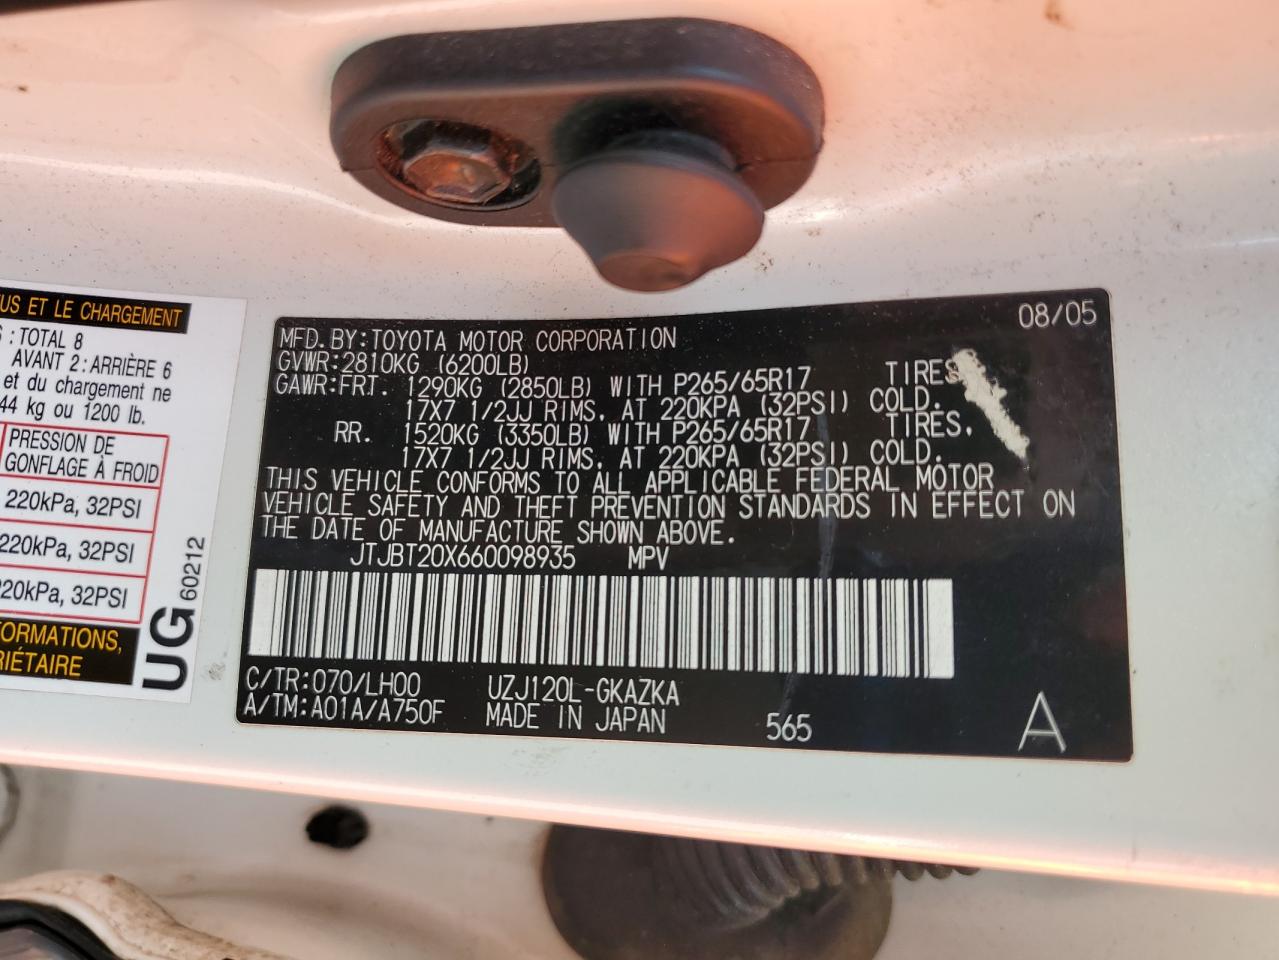 US ET LE CHARGEMENT
S : TOTAL 8
AVANT 2 : ARRIÈRE 6
et du chargement ne
44 kg ou 1200 lb.
PRESSION DE
GONFLAGE À FROID
220kPa, 32PSI
220kPa, 32PSI
220kPa, 32PSI
FORMATIONS,
RIÉTAIRE
UG 60212
08/05
MFD. BY:TOYOTA MOTOR CORPORATION
GVWR:2810KG (6200LB)
GAWR:FRT. 1290KG (2850LB) WITH P265/65R17 TIRES
17X7 1/2JJ RIMS, AT 220KPA (32PSI) COLD.
RR. 1520KG (3350LB) WITH P265/65R17 TIRES,
17X7 1/2JJ RIMS, AT 220KPA (32PSI) COLD.
THIS VEHICLE CONFORMS TO ALL APPLICABLE FEDERAL MOTOR
VEHICLE SAFETY AND THEFT PREVENTION STANDARDS IN EFFECT ON
THE DATE OF MANUFACTURE SHOWN ABOVE.
JTJBT20X660098935 MPV
C/TR:070/LH00 UZJ120L-GKAZKA
A/TM:A01A/A750F MADE IN JAPAN 565
A